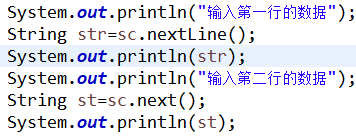 System.out.println("输入第一行的数据");
String str=sc.nextLine();
System.out.println(str);
System.out.println("输入第二行的数据");
String st=sc.next();
System.out.println(st);